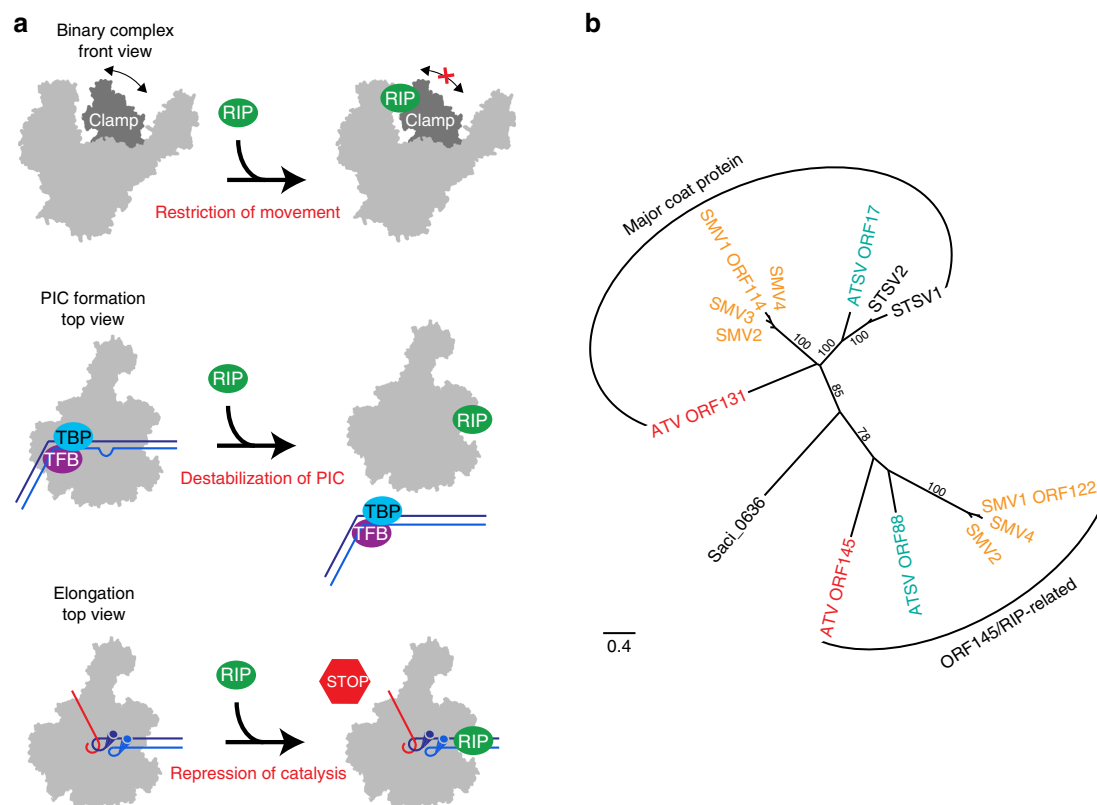 a
Binary complex
front view
Clamp
RIP
Restriction of movement
RIP
Clamp
PIC formation
top view
TBP
TFB
RIP
Destabilization of PIC
RIP
TBP
TFB
Elongation
top view
RIP
Repression of catalysis
STOP
RIP
b
Major coat protein
SMV1 ORF114
SMV4
SMV3
SMV2
ATSV ORF17
STSV2
STSV1
100
100
100
ATV ORF131
85
78
Saci_0636
100
SMV1 ORF122
SMV4
SMV2
ATSV ORF88
ATV ORF145
ORF145/RIP-related
0.4